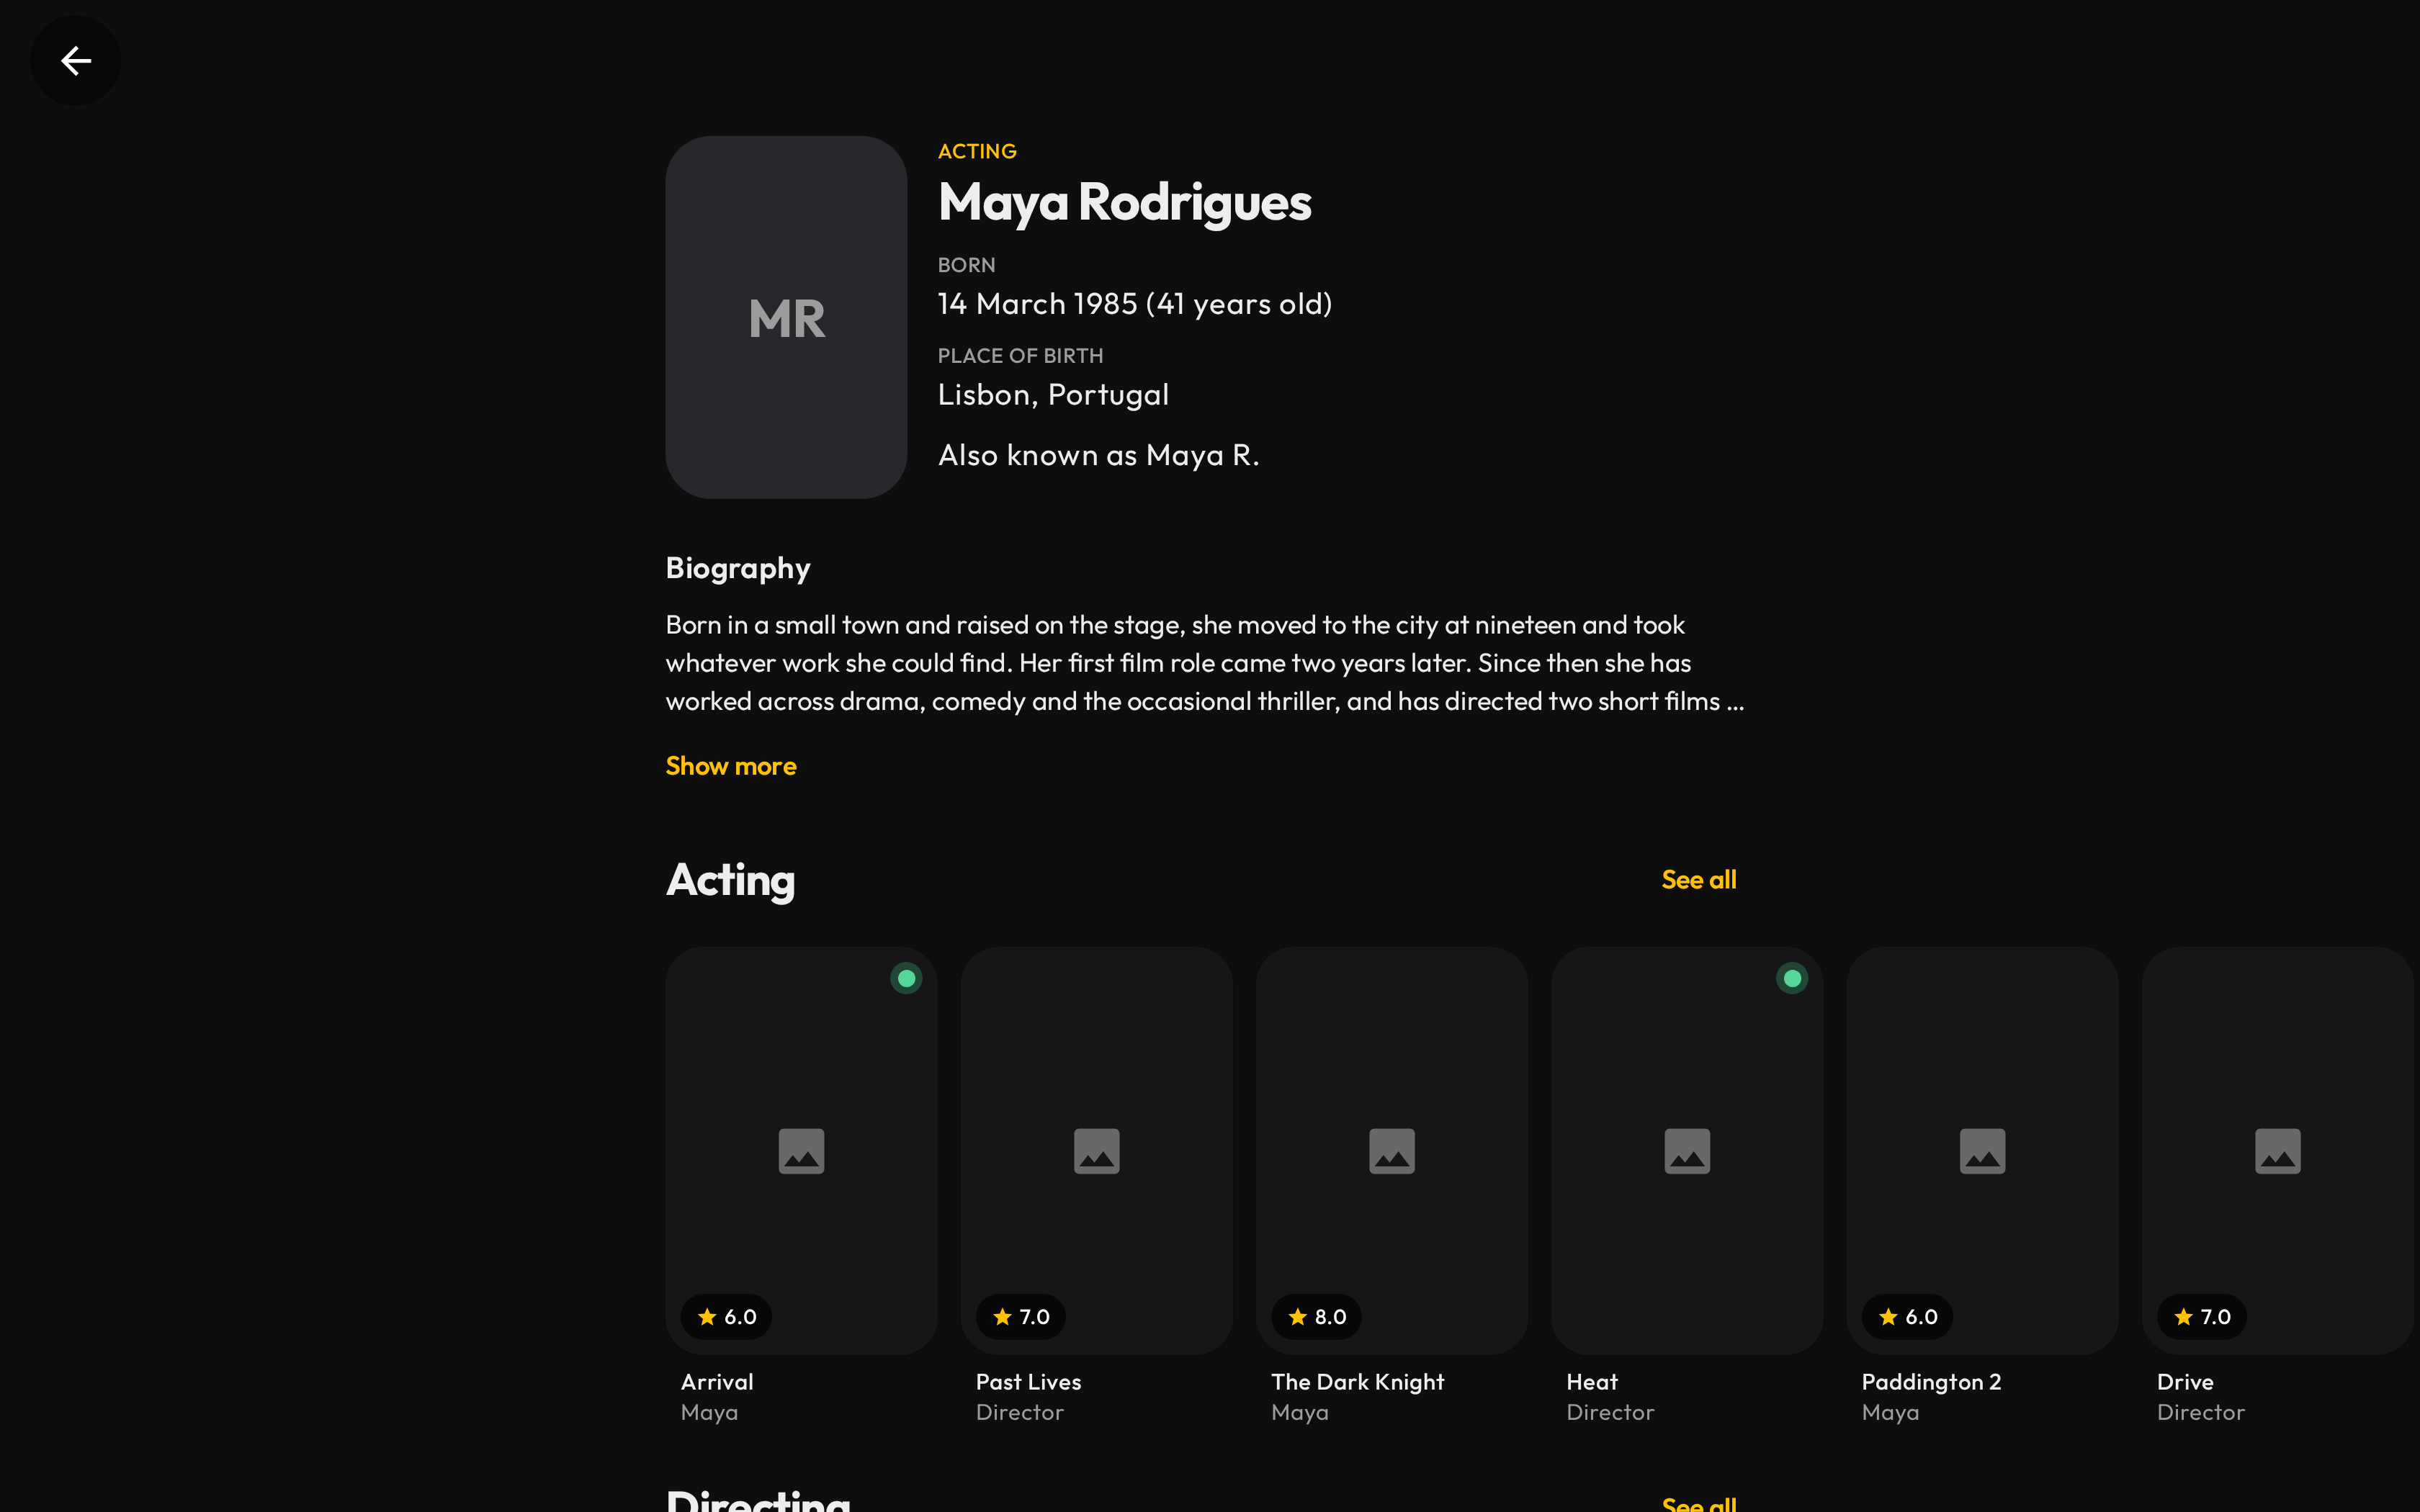 ACTING
Maya Rodrigues
BORN
14 March 1985 (41 years old)
PLACE OF BIRTH
Lisbon, Portugal
Also known as Maya R.
MR
Biography
Born in a small town and raised on the stage, she moved to the city at nineteen and took
whatever work she could find. Her first film role came two years later. Since then she has
worked across drama, comedy and the occasional thriller, and has directed two short films ...
Show more
Acting
See all
6.0
7.0
8.0
6.0
7.0
Arrival
Maya
Past Lives
Director
The Dark Knight
Maya
Heat
Director
Paddington 2
Maya
Drive
Director
Directing
See all